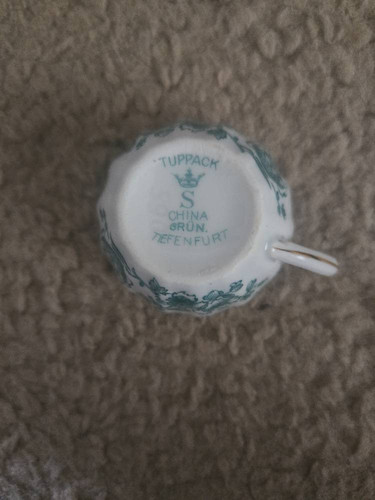 "TUPPACK"
S
CHINA
GRÜN.
TIEFENFURT